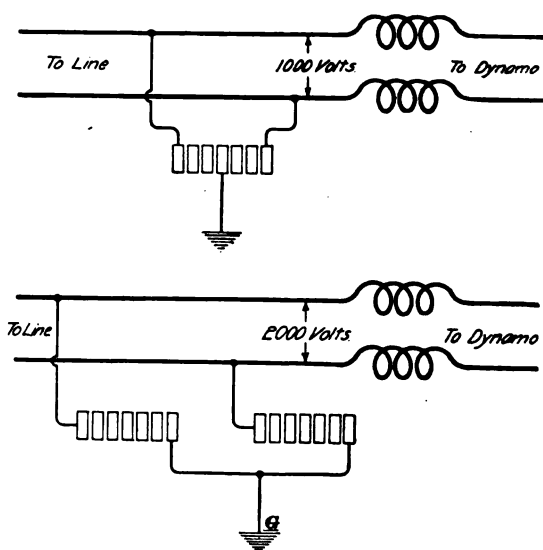 To Line
1000 Volts.
To Dynamo
To Line
2000 Volts.
To Dynamo
G